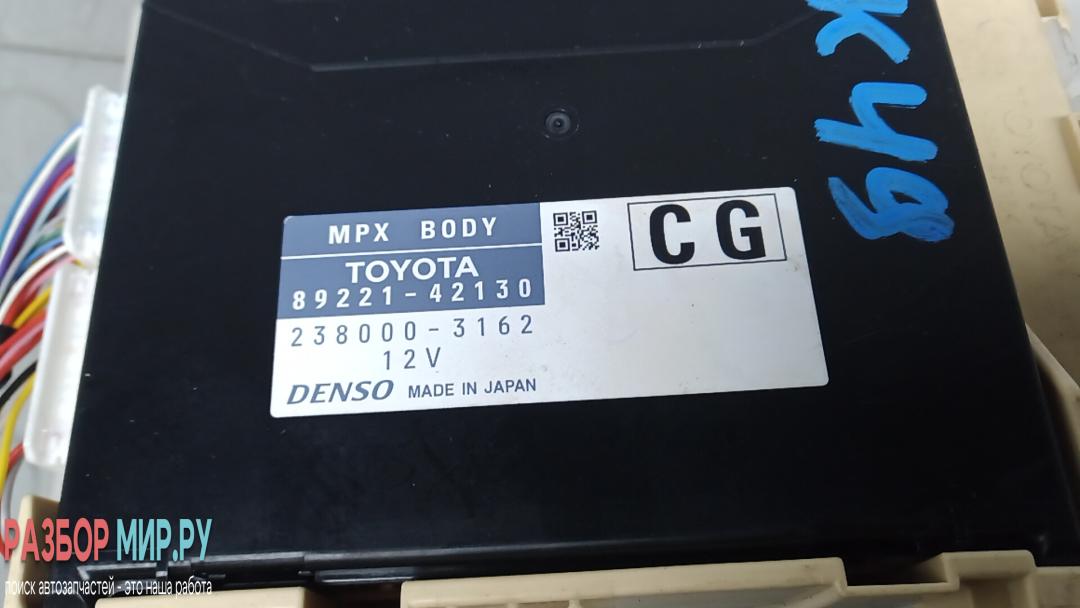 K49
MPX BODY
CG
TOYOTA
89221-42130
238000-3162
12V
DENSO MADE IN JAPAN
РАЗБОР МИР.РУ
поиск автозапчастей - это наша работа